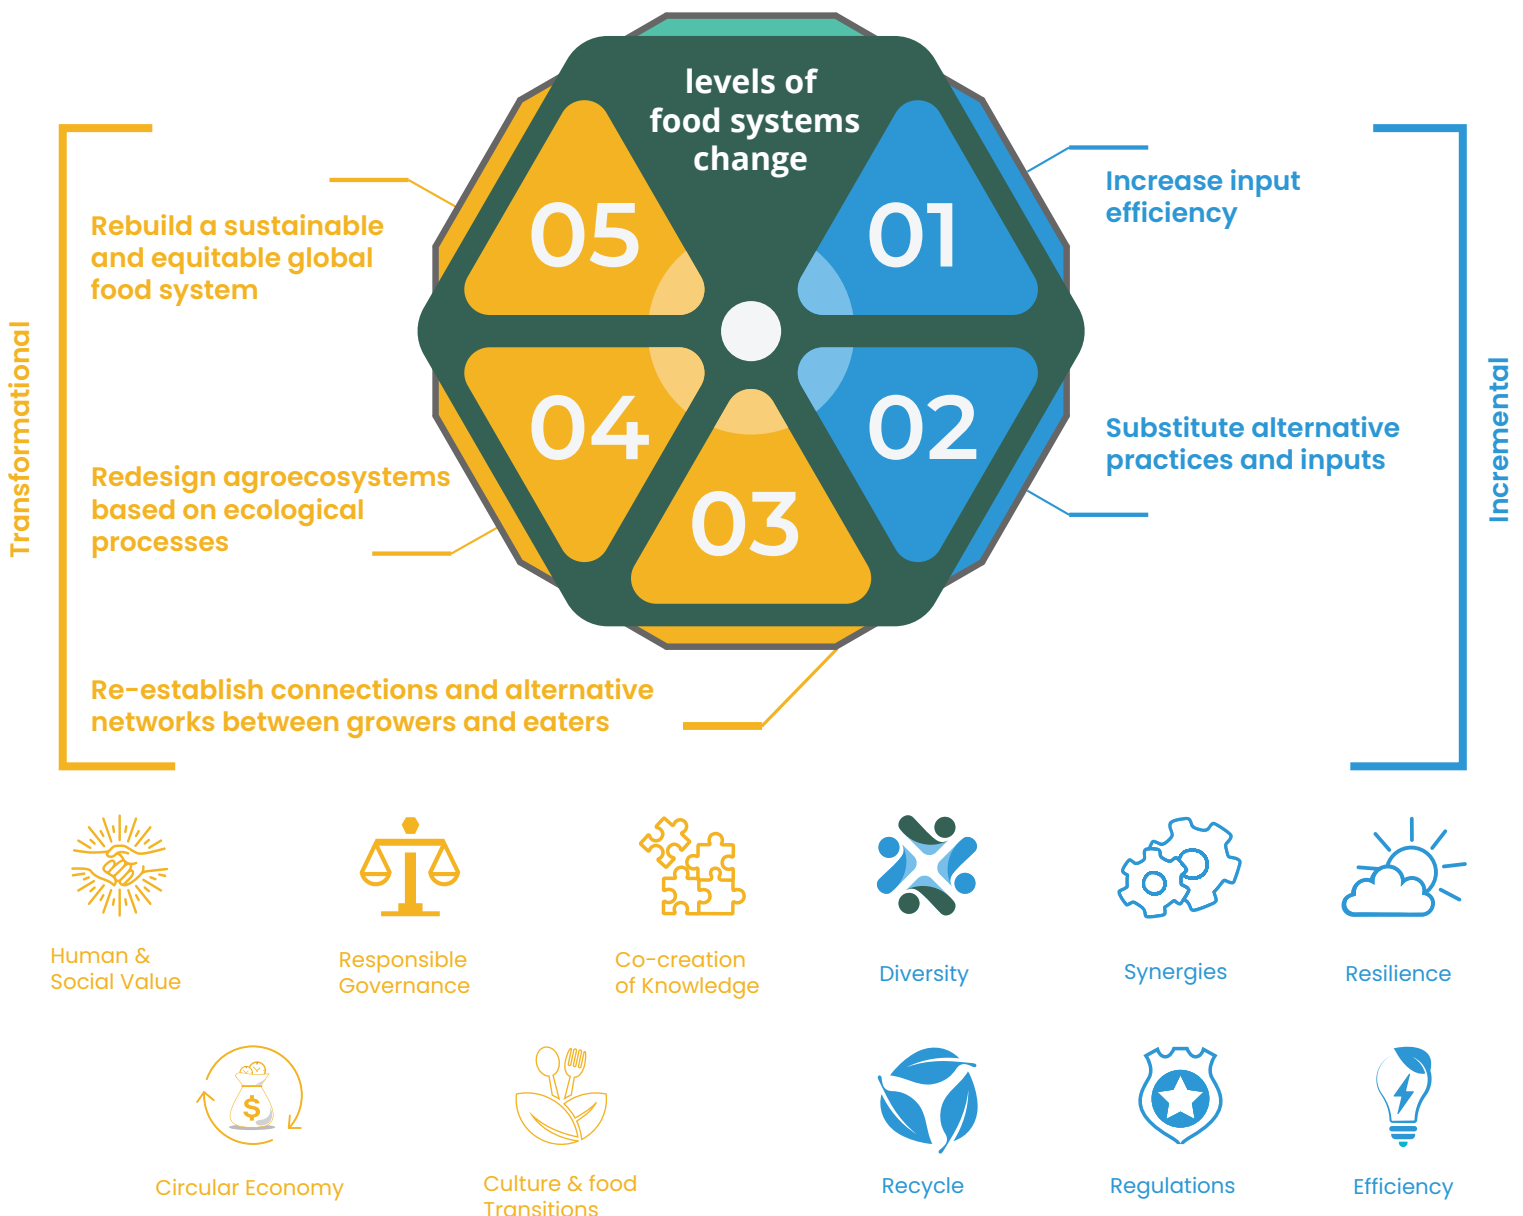 levels of
food systems
change
01
02
03
04
05
Increase input
efficiency
Substitute alternative
practices and inputs
Incremental
Rebuild a sustainable
and equitable global
food system
Redesign agroecosystems
based on ecological
processes
Re-establish connections and alternative
networks between growers and eaters
Transformational
Human &
Social Value
Responsible
Governance
Co-creation
of Knowledge
Diversity
Synergies
Resilience
$
Circular Economy
Culture & food
Transitions
Recycle
Regulations
Efficiency